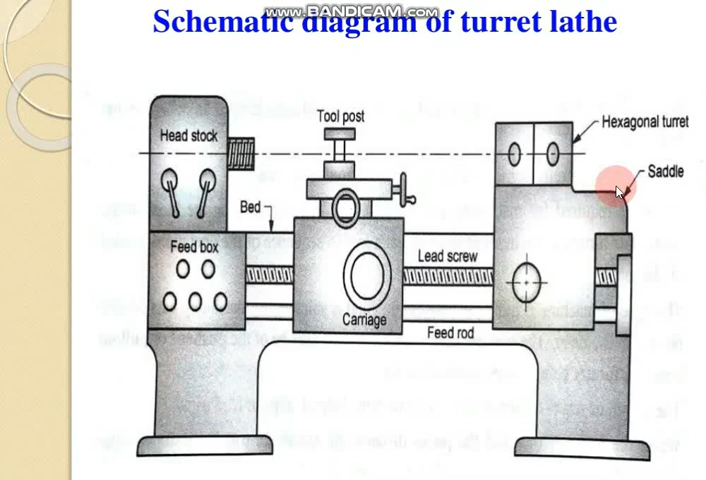 www.BANDICAM.com
Schematic diagram of turret lathe
Tool post
Hexagonal turret
Head stock
Saddle
Bed
Feed box
Lead screw
Carriage
Feed rod